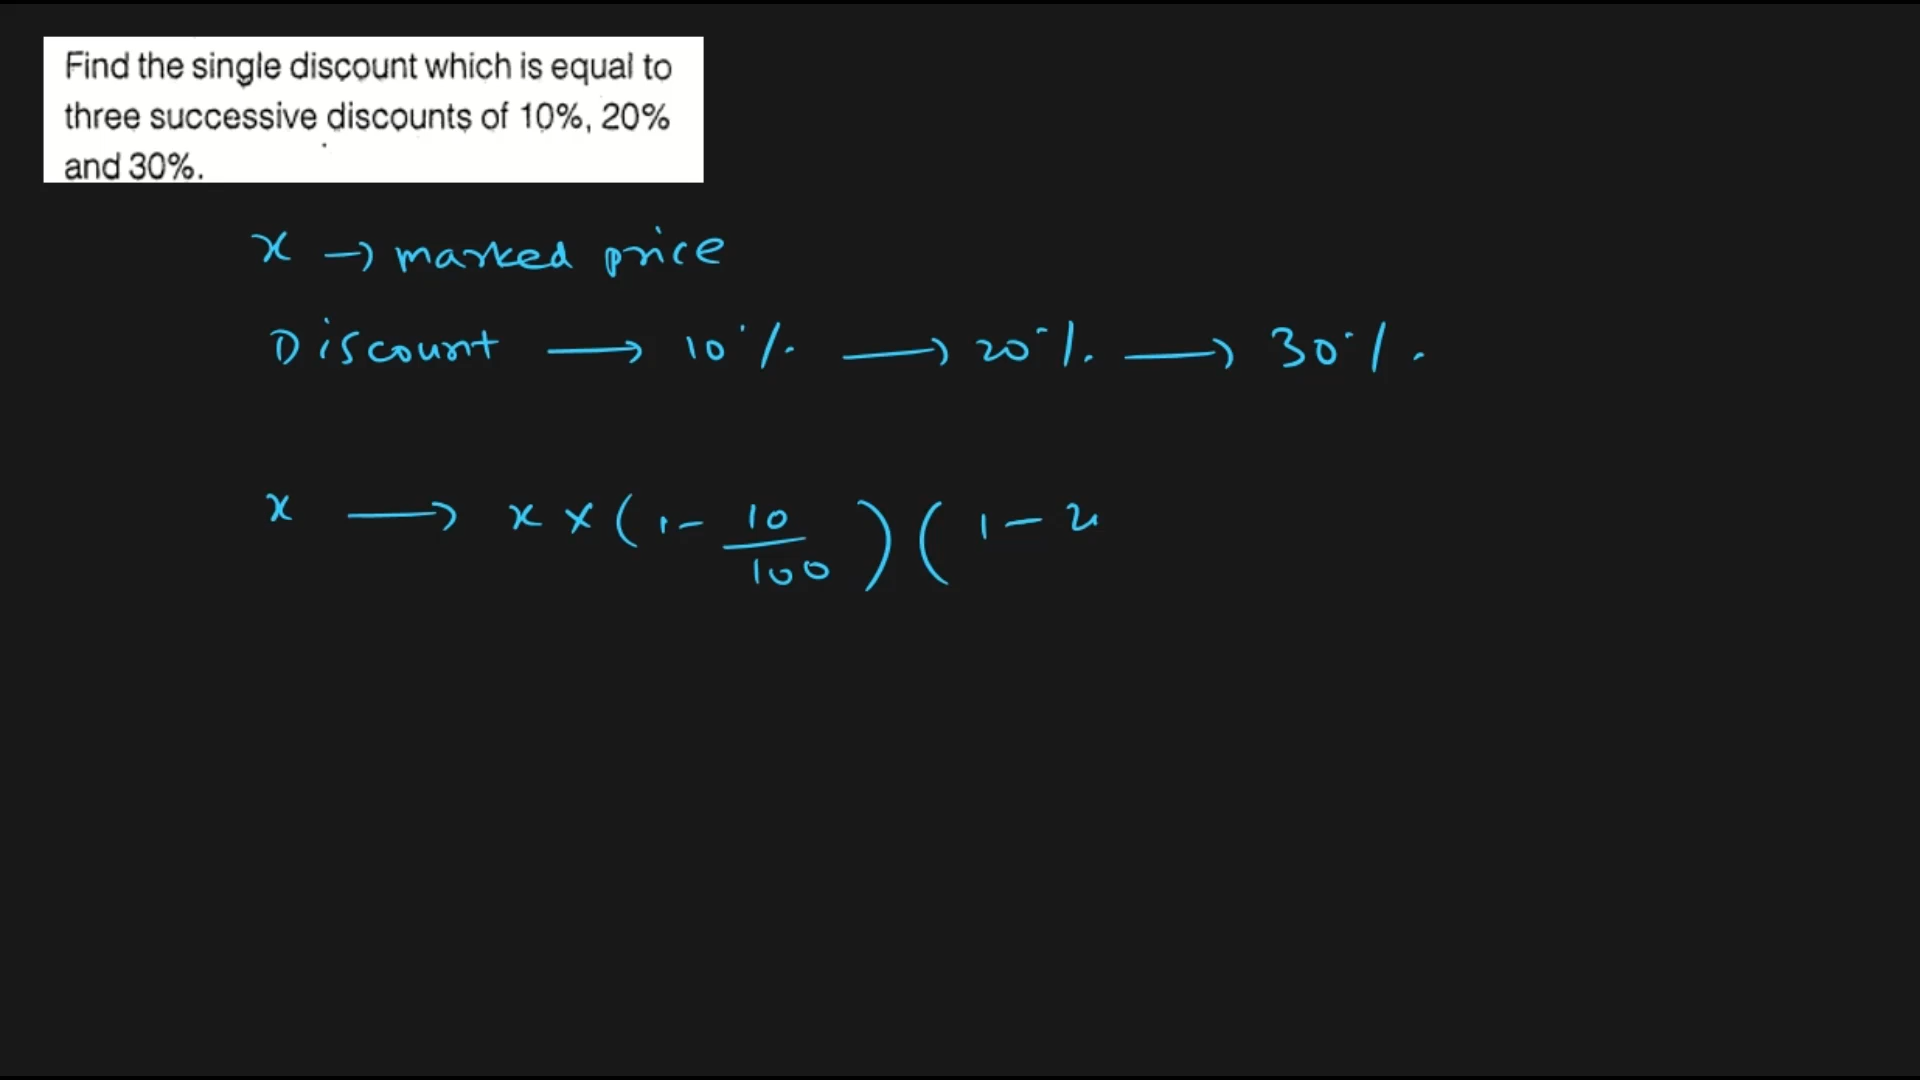 Find the single discount which is equal to
three successive discounts of 10%, 20%
and 30%.
x → marked price
Discount → 10% → 20% → 30%.
x → x × (1 - 10/100) (1 - 2